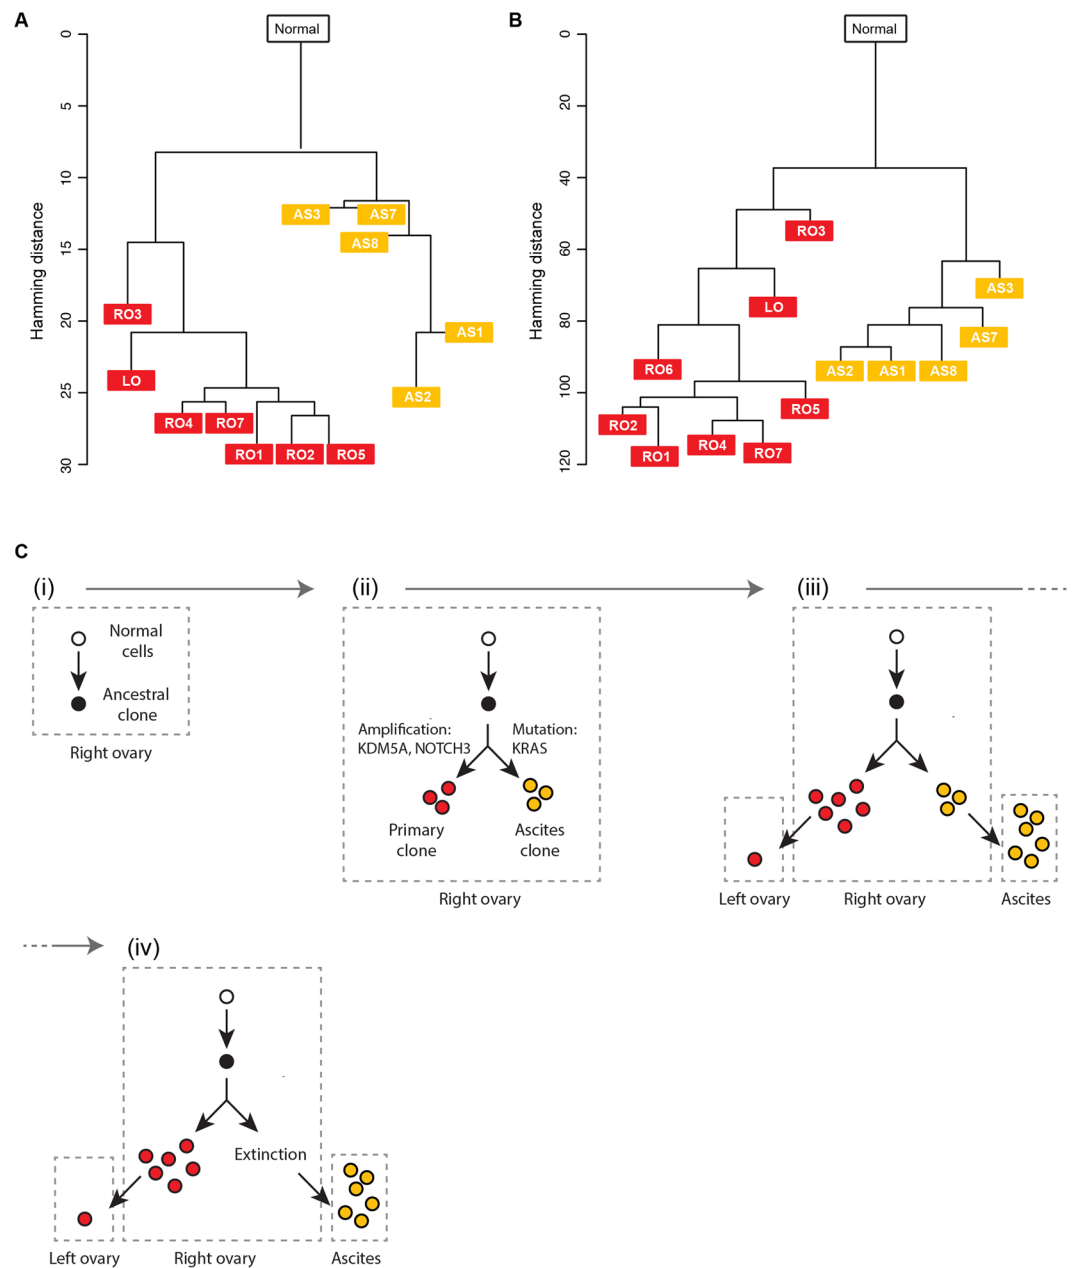 A
B
Normal
Normal
Hamming distance
0
5
10
15
20
25
30
AS3
AS7
AS8
RO3
AS1
LO
AS2
RO4
RO7
RO1
RO2
RO5
Hamming distance
0
20
40
60
80
100
120
RO3
AS3
LO
AS7
RO6
AS2
AS1
AS8
RO5
RO2
RO4
RO1
RO7
C
(i)
Normal
cells
Ancestral
clone
Right ovary
(ii)
Amplification:
KDM5A, NOTCH3
Mutation:
KRAS
Primary
clone
Ascites
clone
Right ovary
(iii)
Left ovary
Right ovary
Ascites
(iv)
Extinction
Left ovary
Right ovary
Ascites